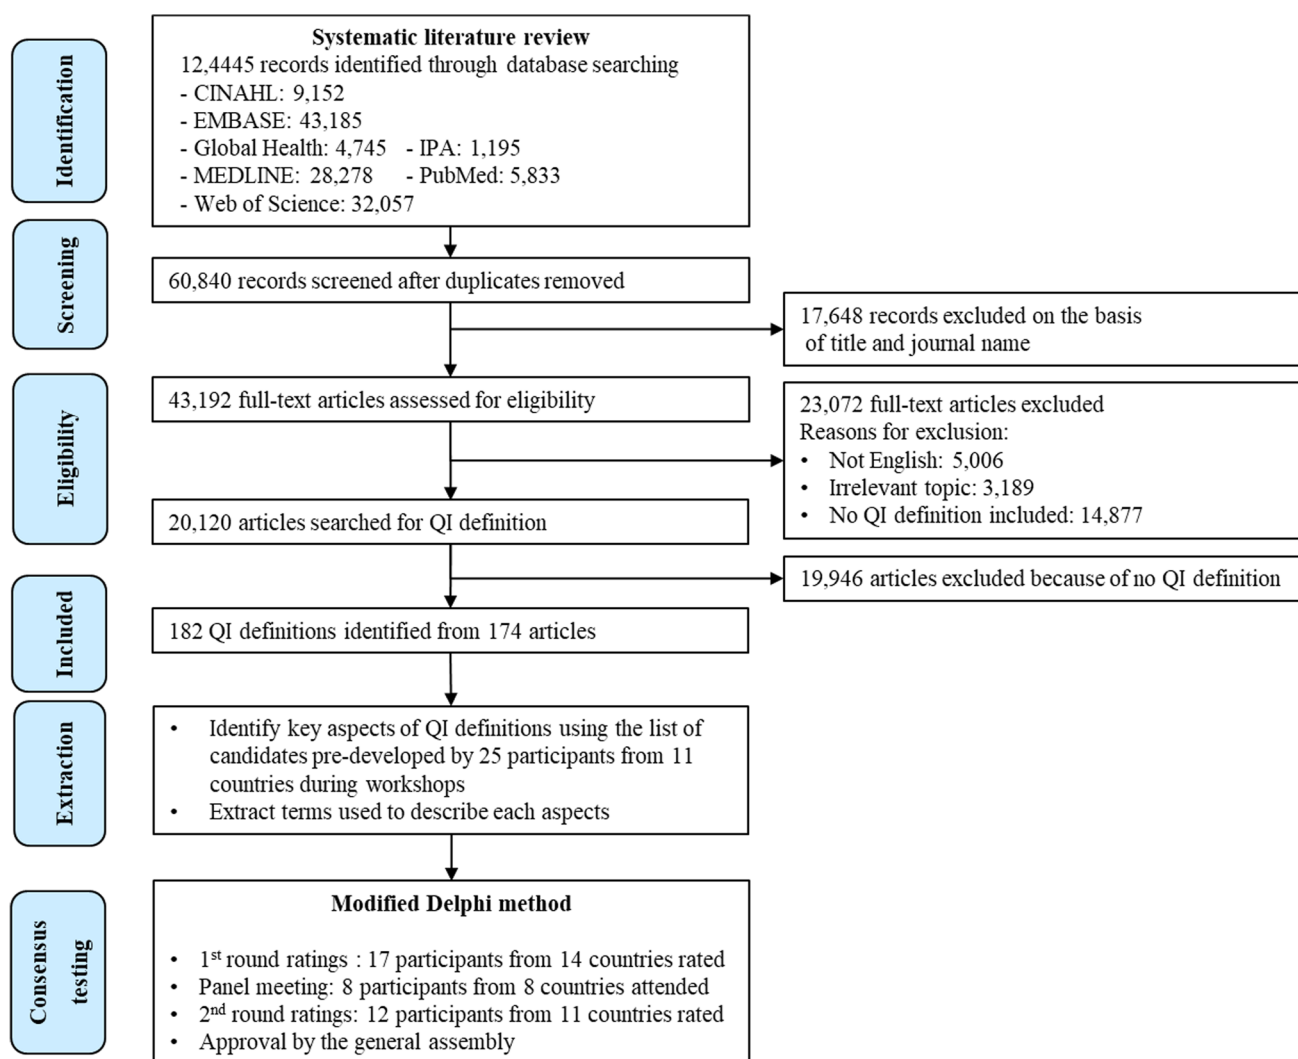 Identification
Systematic literature review
12,4445 records identified through database searching
- CINAHL: 9,152
- EMBASE: 43,185
- Global Health: 4,745 - IPA: 1,195
- MEDLINE: 28,278 - PubMed: 5,833
- Web of Science: 32,057
Screening
60,840 records screened after duplicates removed
17,648 records excluded on the basis
of title and journal name
Eligibility
43,192 full-text articles assessed for eligibility
23,072 full-text articles excluded
Reasons for exclusion:
• Not English: 5,006
• Irrelevant topic: 3,189
• No QI definition included: 14,877
20,120 articles searched for QI definition
19,946 articles excluded because of no QI definition
Included
182 QI definitions identified from 174 articles
Extraction
• Identify key aspects of QI definitions using the list of
candidates pre-developed by 25 participants from 11
countries during workshops
• Extract terms used to describe each aspects
Consensus
testing
Modified Delphi method
• 1st round ratings : 17 participants from 14 countries rated
• Panel meeting: 8 participants from 8 countries attended
• 2nd round ratings: 12 participants from 11 countries rated
• Approval by the general assembly